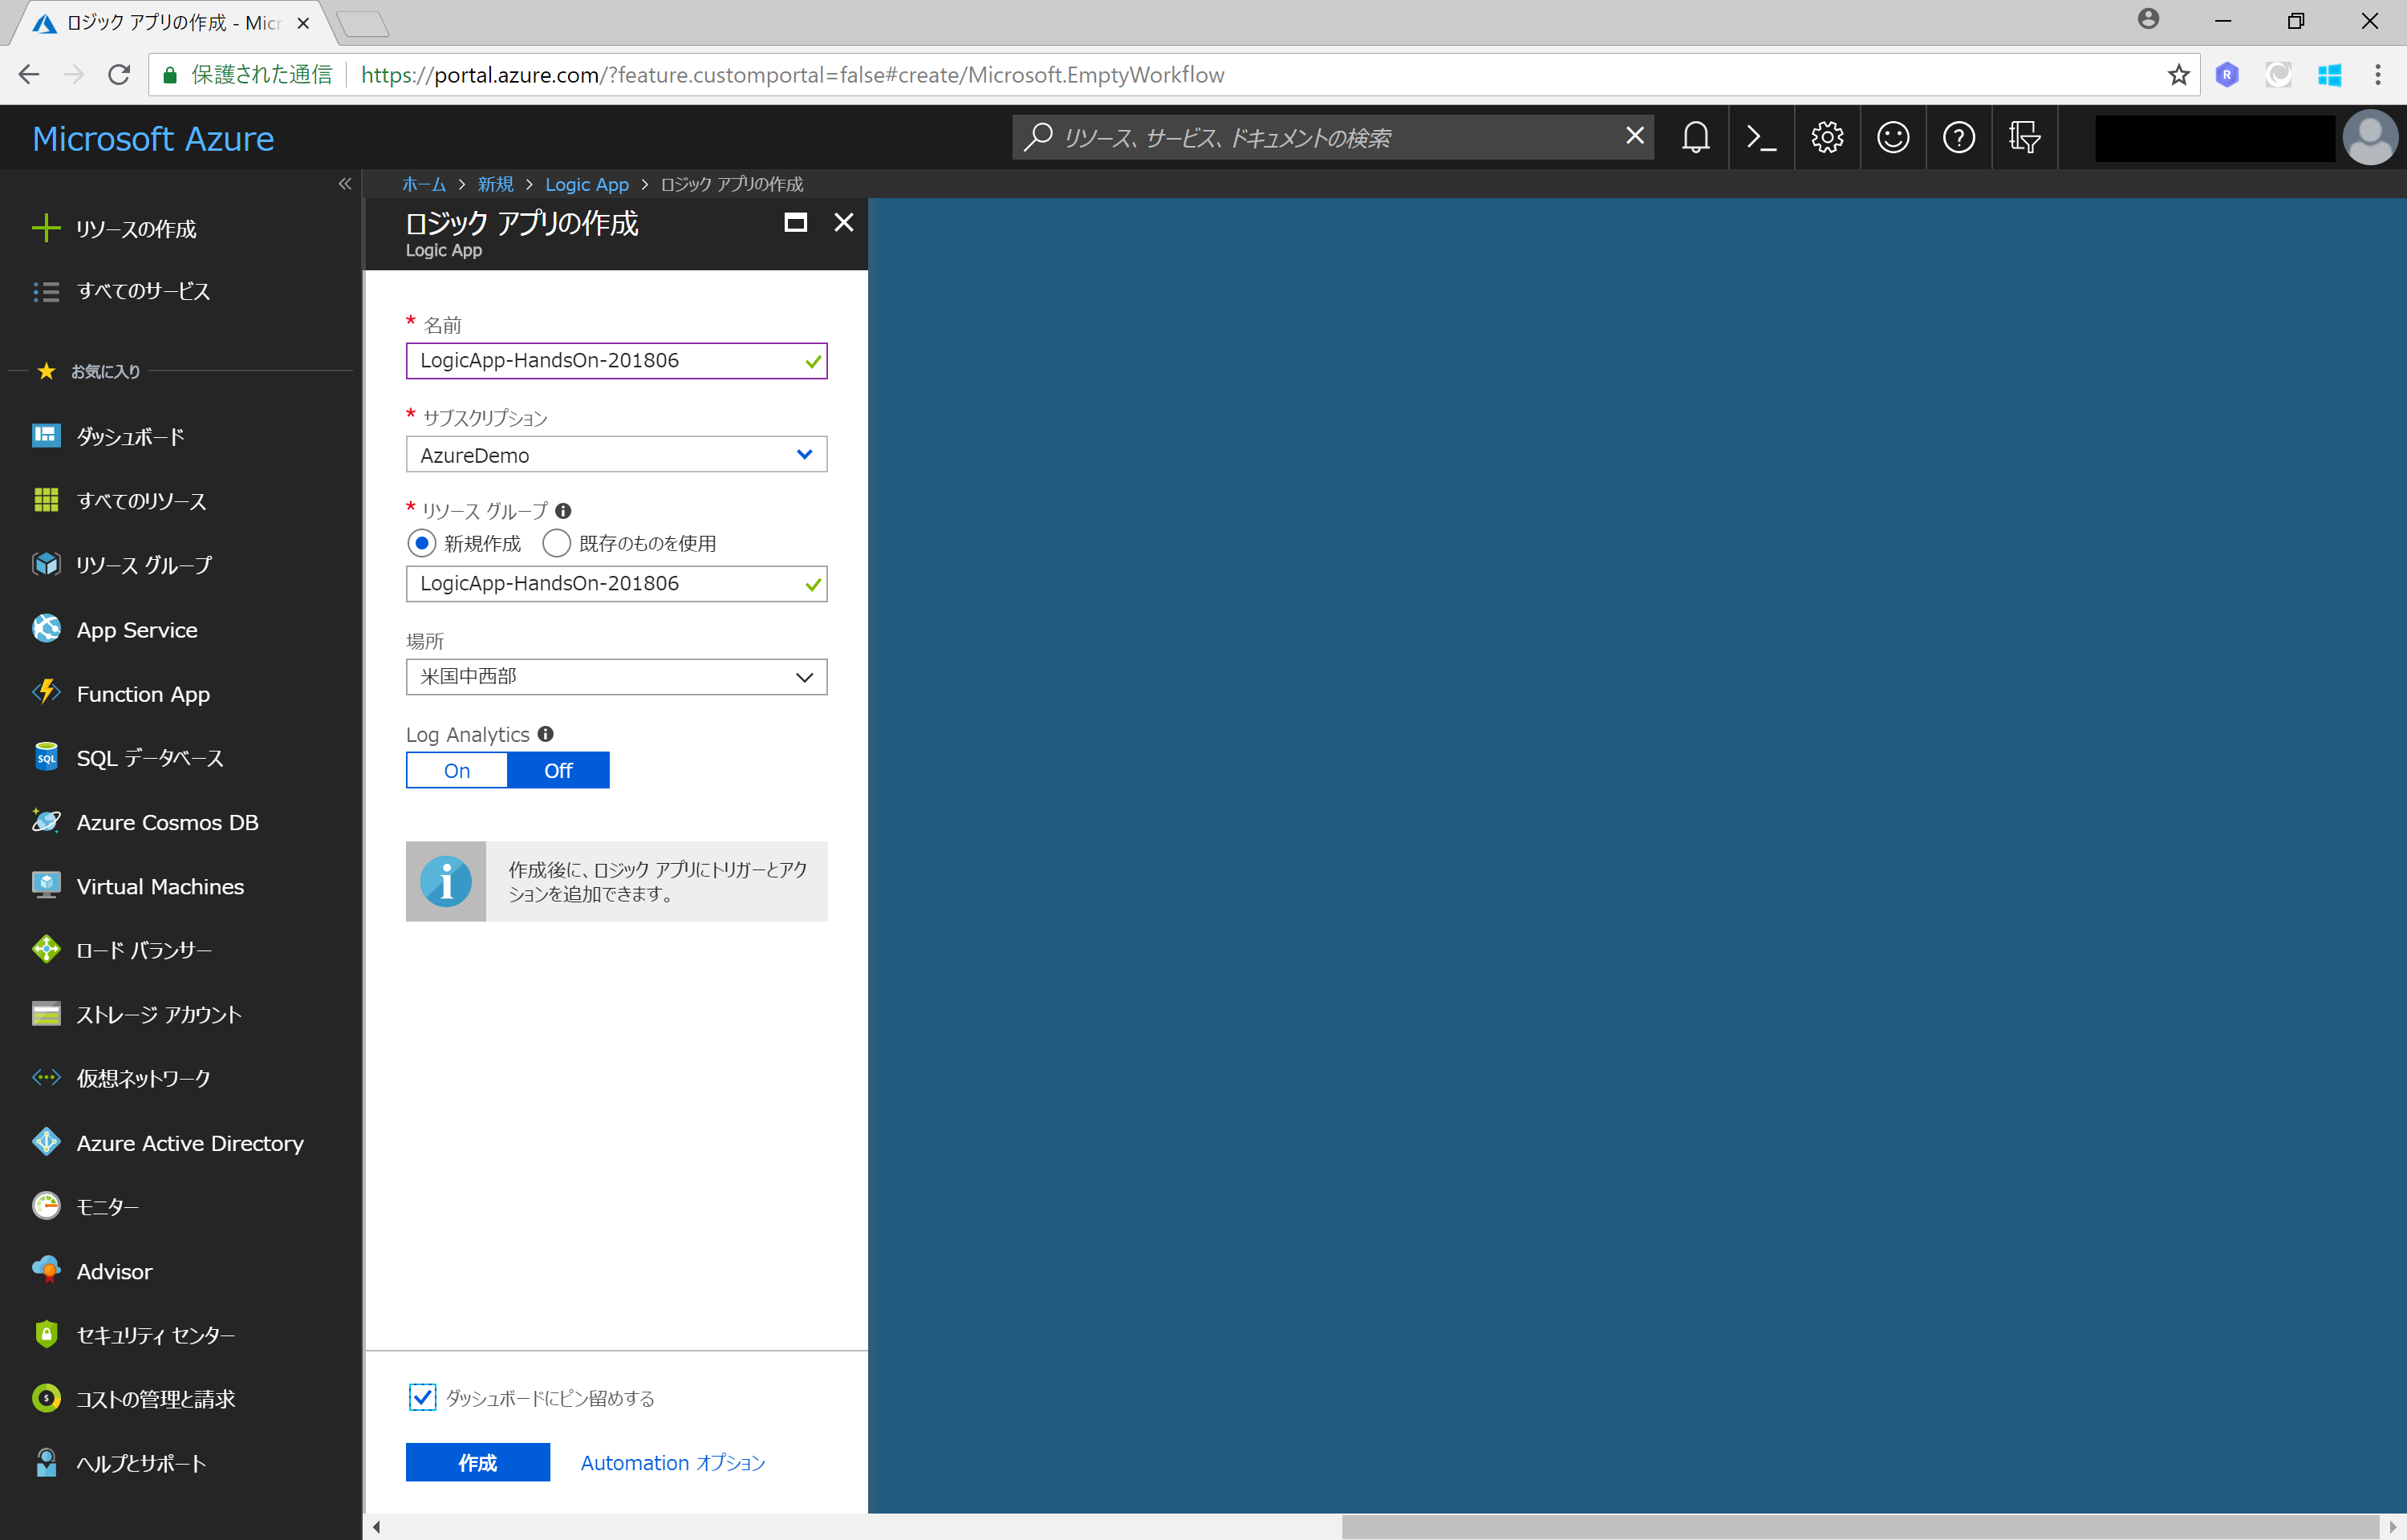 ロジック アプリの作成 - Micr
保護された通信
https://portal.azure.com/?feature.customportal=false#create/Microsoft.EmptyWorkflow
Microsoft Azure
リソース、サービス、ドキュメントの検索
ホーム > 新規 > Logic App > ロジック アプリの作成
リソースの作成
すべてのサービス
お気に入り
ダッシュボード
すべてのリソース
リソース グループ
App Service
Function App
SQL データベース
Azure Cosmos DB
Virtual Machines
ロード バランサー
ストレージ アカウント
仮想ネットワーク
Azure Active Directory
モニター
Advisor
セキュリティ センター
コストの管理と請求
ヘルプとサポート
ロジック アプリの作成
Logic App
* 名前
LogicApp-HandsOn-201806
* サブスクリプション
AzureDemo
* リソース グループ
新規作成 既存のものを使用
LogicApp-HandsOn-201806
場所
米国中西部
Log Analytics
On Off
作成後に、ロジック アプリにトリガーとアク
ションを追加できます。
ダッシュボードにピン留めする
作成 Automation オプション